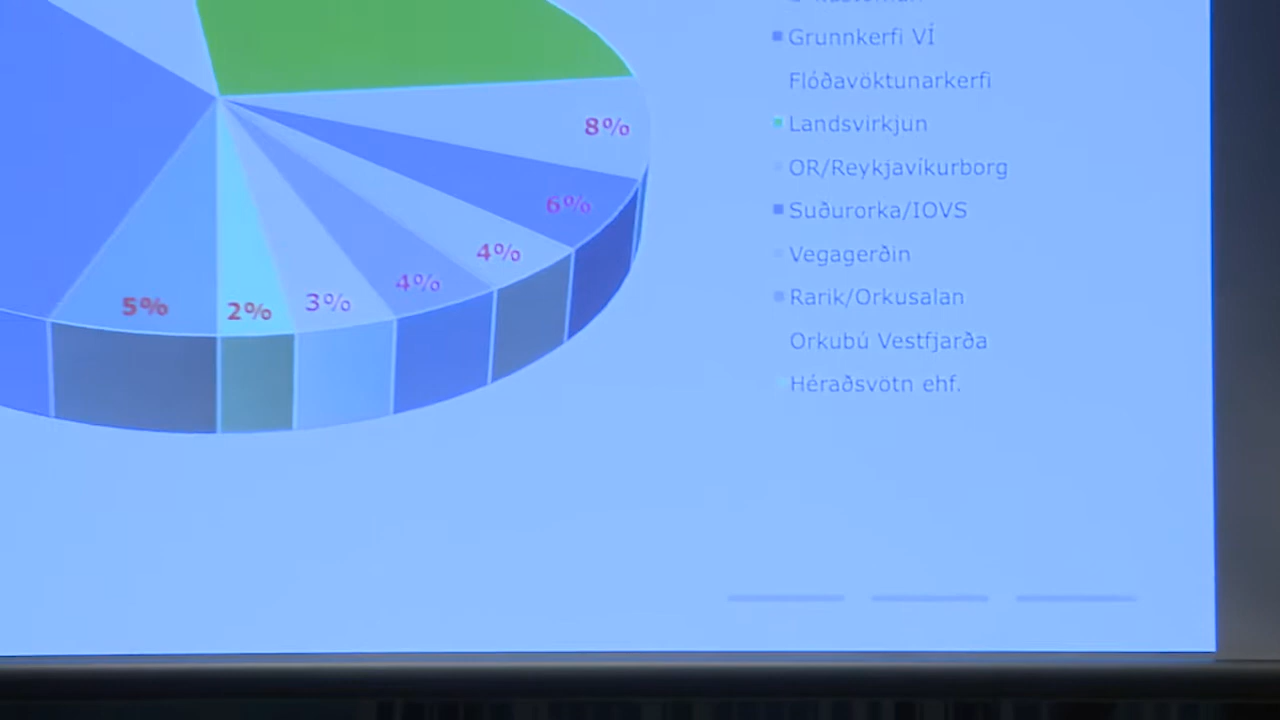 Grunnkerfi VÍ
Flóðavöktunarkerfi
Landsvirkjun
OR/Reykjavíkurborg
Suðurorka/IOVS
Vegagerðin
Rarik/Orkusalan
Orkubú Vestfjarða
Héraðsvötn ehf.
8%
6%
4%
4%
3%
2%
5%